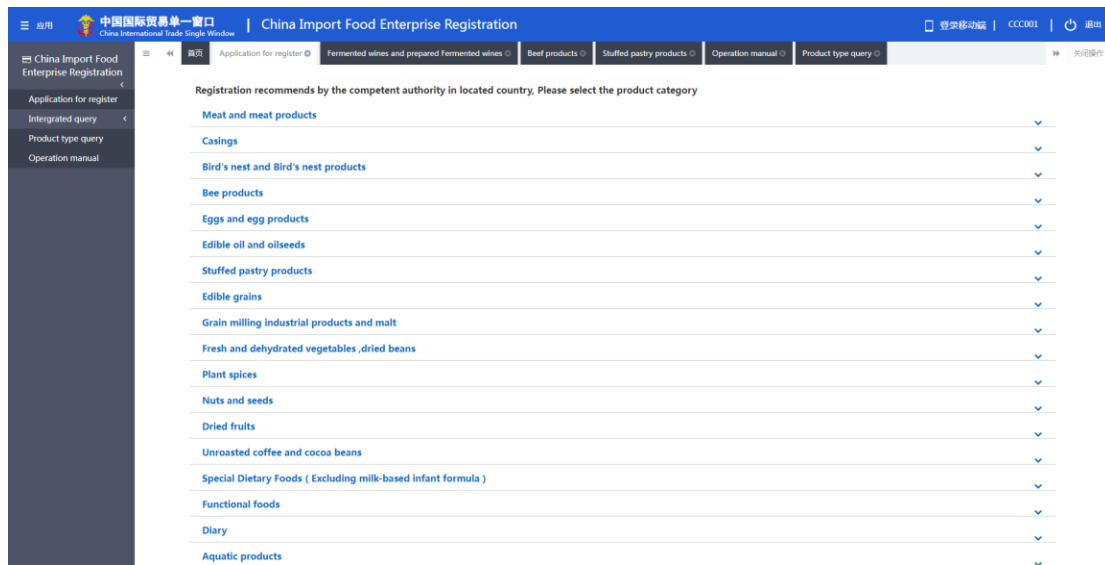 应用
中国国际贸易单一窗口
China International Trade Single Window
China Import Food Enterprise Registration
登录移动端 | CCC001 | 退出
China Import Food
Enterprise Registration
Application for register
Intergrated query
Product type query
Operation manual
首页 Application for register Fermented wines and prepared Fermented wines Beef products Stuffed pastry products Operation manual Product type query 关闭操作
Registration recommends by the competent authority in located country, Please select the product category
Meat and meat products
Casings
Bird's nest and Bird's nest products
Bee products
Eggs and egg products
Edible oil and oilseeds
Stuffed pastry products
Edible grains
Grain milling industrial products and malt
Fresh and dehydrated vegetables ,dried beans
Plant spices
Nuts and seeds
Dried fruits
Unroasted coffee and cocoa beans
Special Dietary Foods ( Excluding milk-based infant formula )
Functional foods
Diary
Aquatic products